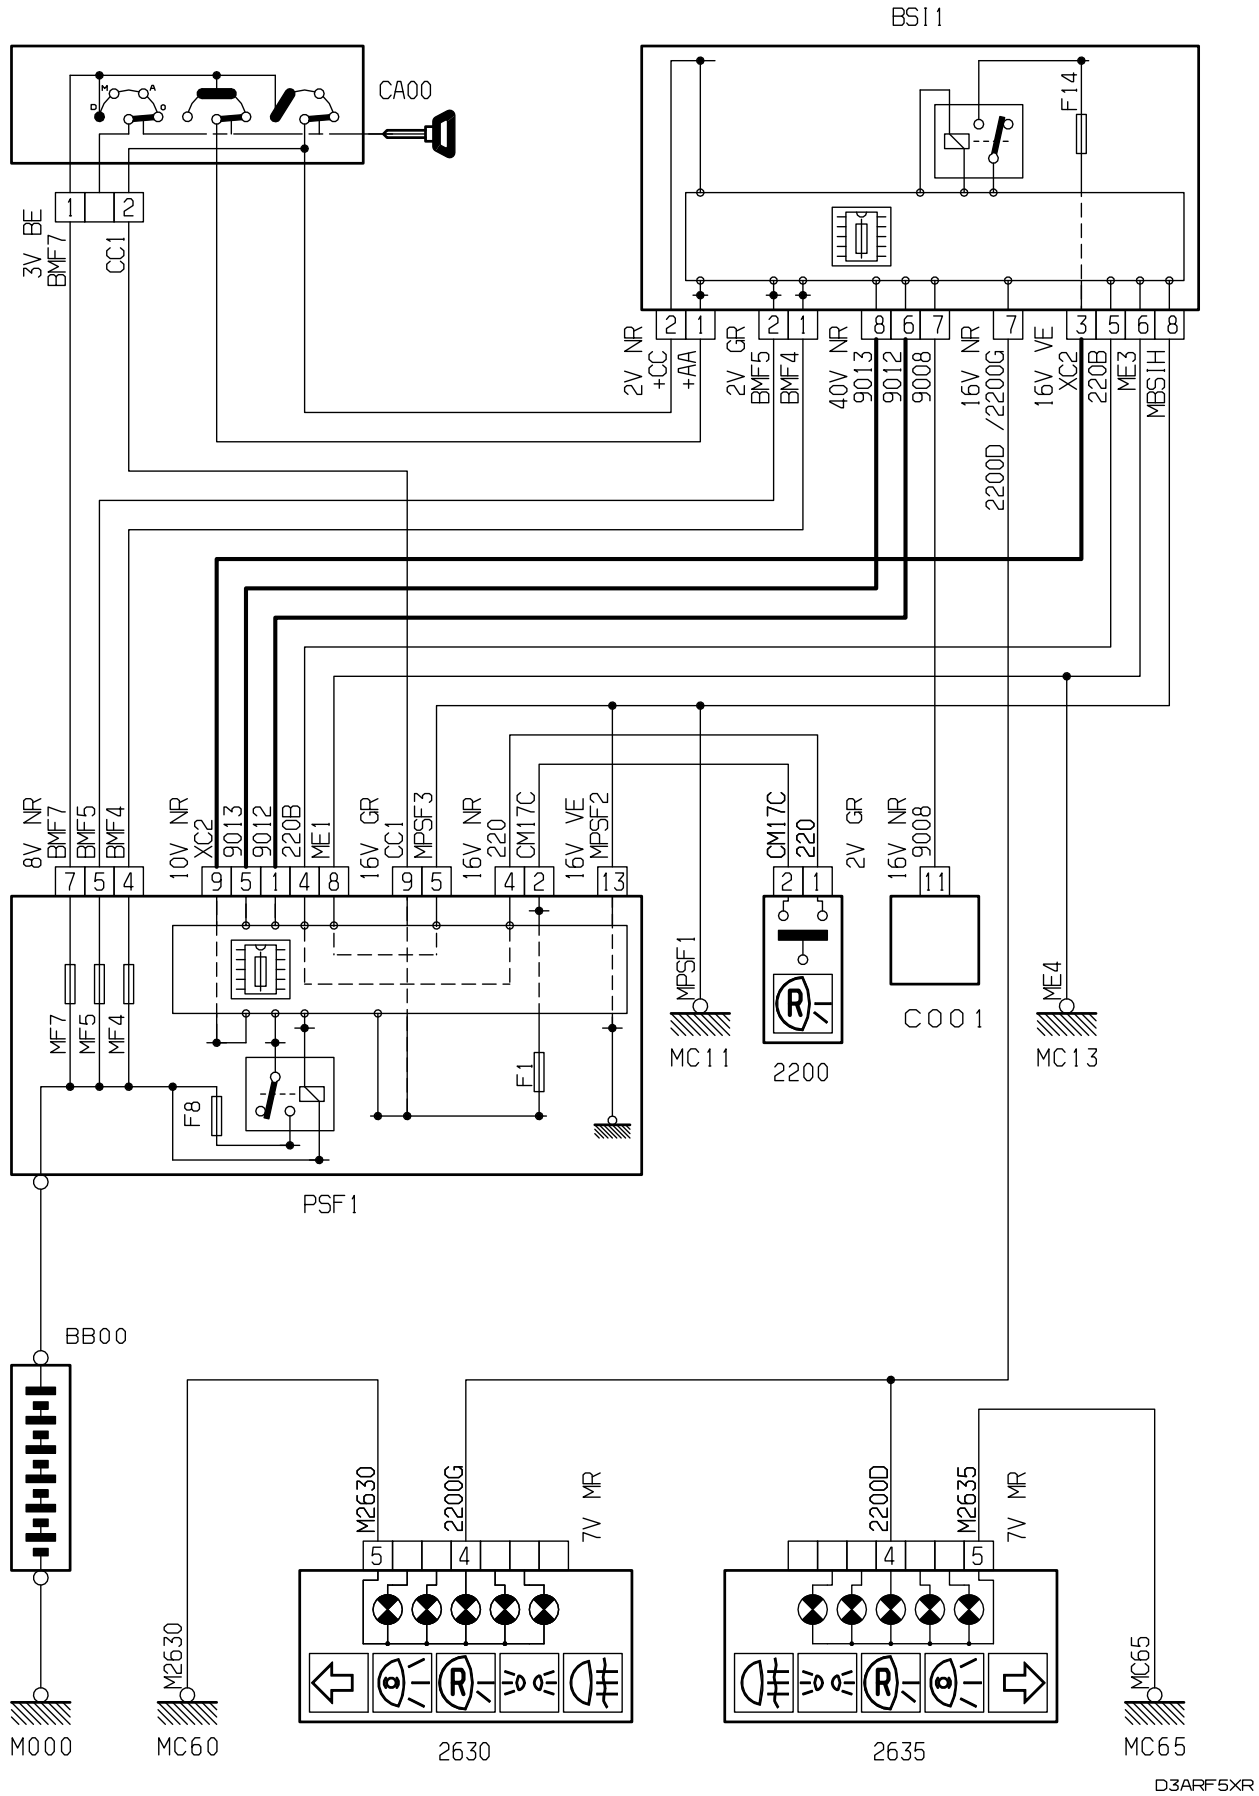 BSI1
CA00
M
A
D
O
F14
1
2
3V BE
BMF7
CC1
2
1
2
1
8
6
7
7
3
5
6
8
2V NR
+CC
+AA
2V GR
BMF5
BMF4
40V NR
9013
9012
9008
16V NR
2200D /2200G
16V VE
XC2
220B
ME3
MBSIH
8V NR
BMF7
BMF5
BMF4
10V NR
XC2
9013
9012
220B
ME1
16V GR
CC1
MPSF3
16V NR
220
CM17C
16V VE
MPSF2
CM17C
220
2V GR
16V NR
9008
7
5
4
9
5
1
4
8
9
5
4
2
13
2
1
11
MPSF1
ME4
R
MF7
MF5
MF4
F8
F1
C001
MC11
2200
MC13
PSF1
BB00
M2630
2200G
7V MR
2200D
M2635
7V MR
5
4
4
5
M2630
R
R
MC65
M000
MC60
2630
2635
MC65
D3ARF5XR